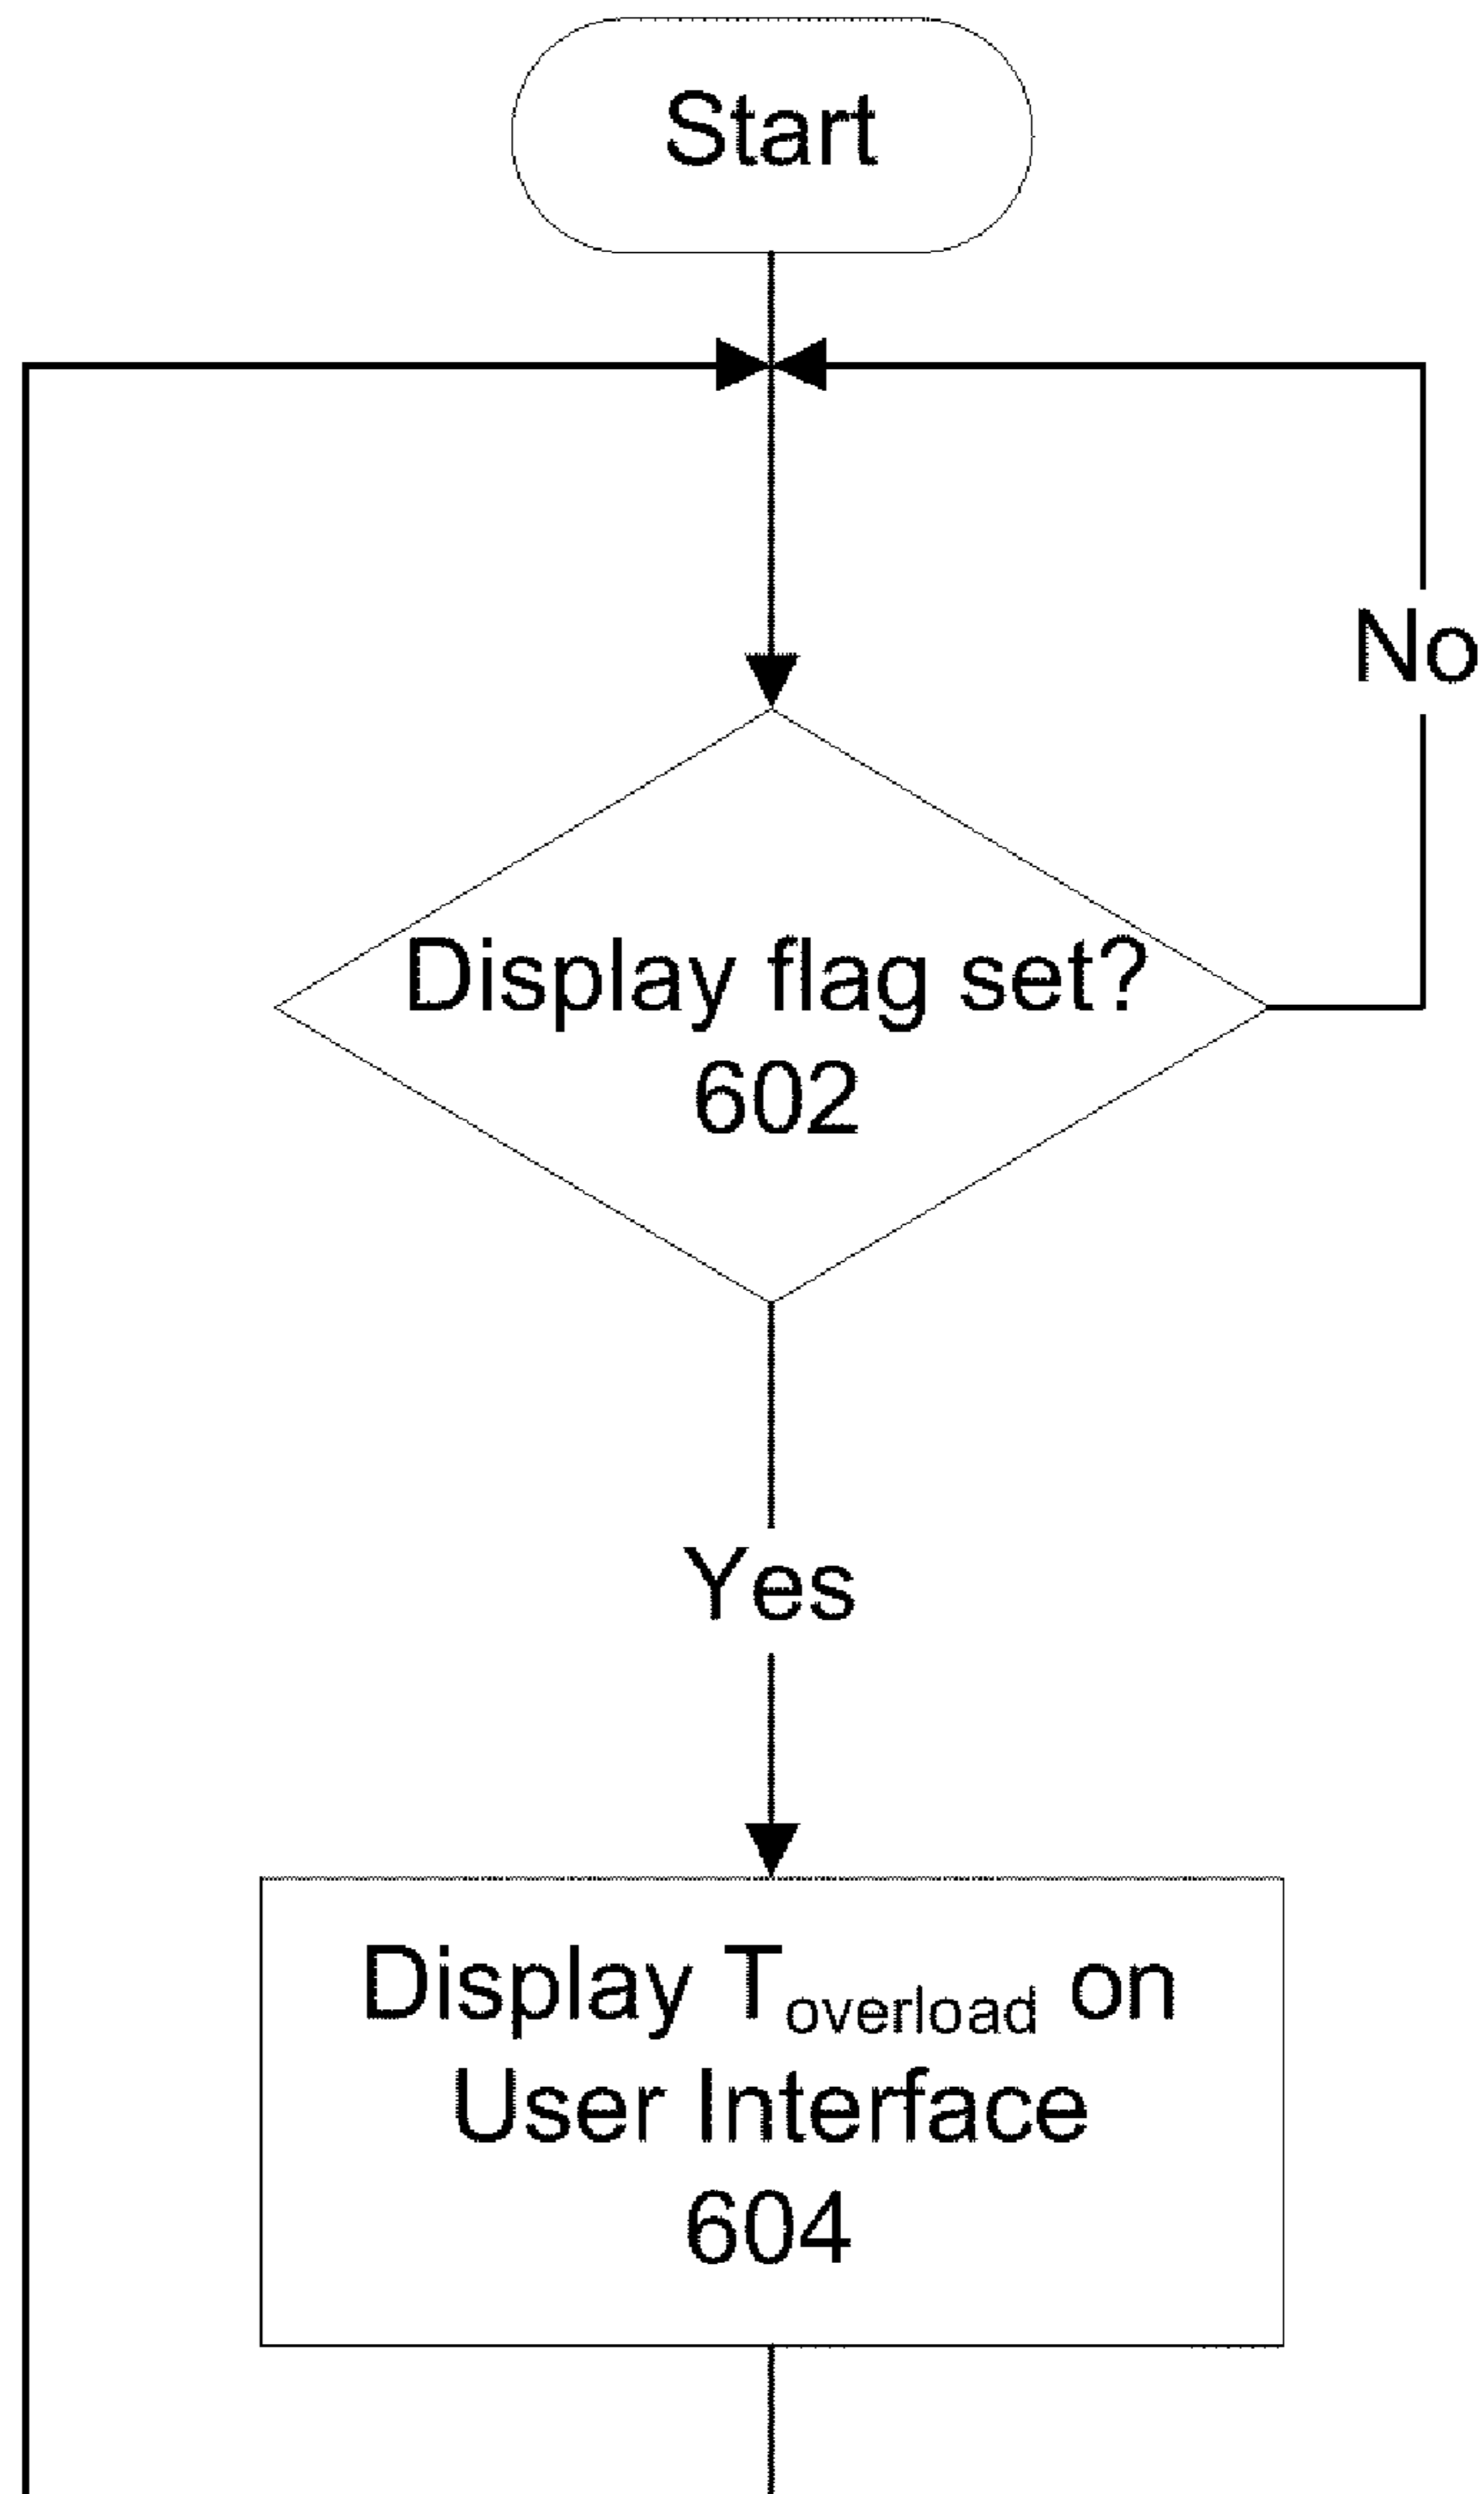 Start
No
Display flag set?
602
Yes
Display Toverload on
User Interface
604